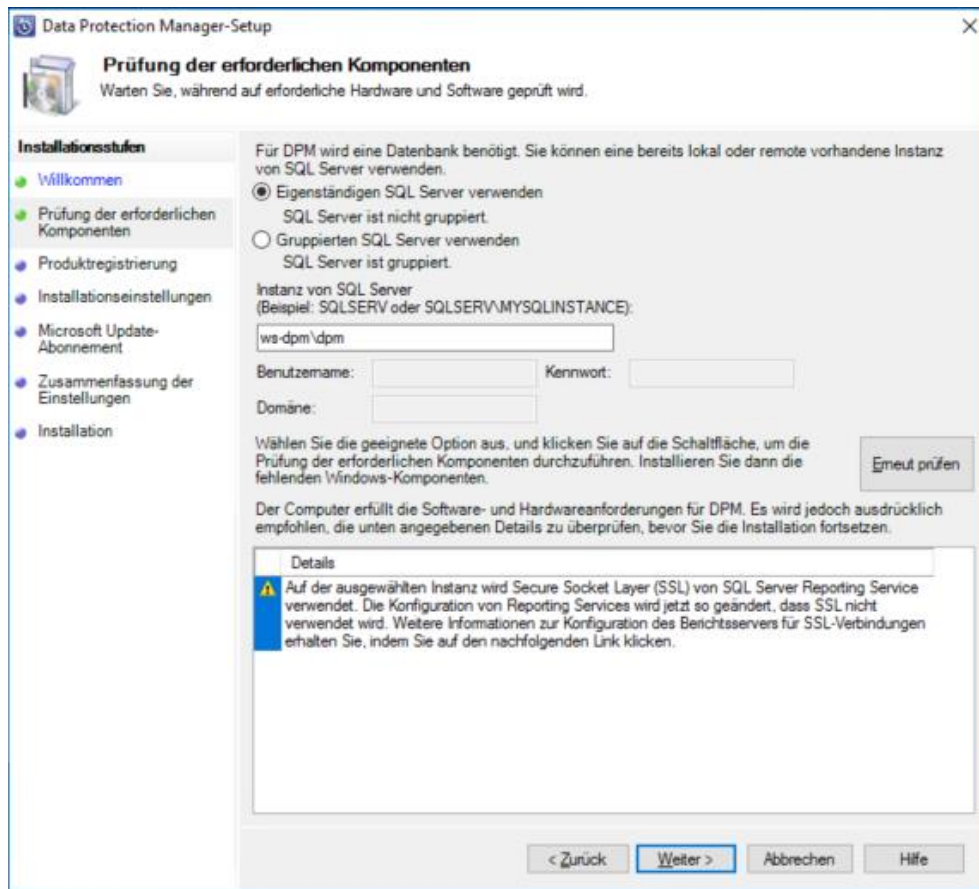 Data Protection Manager-Setup
Prüfung der erforderlichen Komponenten
Warten Sie, während auf erforderliche Hardware und Software geprüft wird.
Installationsstufen
Willkommen
Prüfung der erforderlichen
Komponenten
Produktregistrierung
Installationseinstellungen
Microsoft Update-
Abonnement
Zusammenfassung der
Einstellungen
Installation
Für DPM wird eine Datenbank benötigt. Sie können eine bereits lokal oder remote vorhandene Instanz
von SQL Server verwenden.
Eigenständigen SQL Server verwenden
SQL Server ist nicht gruppiert.
Gruppierten SQL Server verwenden
SQL Server ist gruppiert.
Instanz von SQL Server
(Beispiel: SQLSERV oder SQLSERV\MYSQLINSTANCE):
ws-dpm\dpm
Benutzername:
Kennwort:
Domäne:
Wählen Sie die geeignete Option aus, und klicken Sie auf die Schaltfläche, um die
Prüfung der erforderlichen Komponenten durchzuführen. Installieren Sie dann die
fehlenden Windows-Komponenten.
Erneut prüfen
Der Computer erfüllt die Software- und Hardwareanforderungen für DPM. Es wird jedoch ausdrücklich
empfohlen, die unten angegebenen Details zu überprüfen, bevor Sie die Installation fortsetzen.
Details
Auf der ausgewählten Instanz wird Secure Socket Layer (SSL) von SQL Server Reporting Service
verwendet. Die Konfiguration von Reporting Services wird jetzt so geändert, dass SSL nicht
verwendet wird. Weitere Informationen zur Konfiguration des Berichtsservers für SSL-Verbindungen
erhalten Sie, indem Sie auf den nachfolgenden Link klicken.
< Zurück
Weiter >
Abbrechen
Hilfe